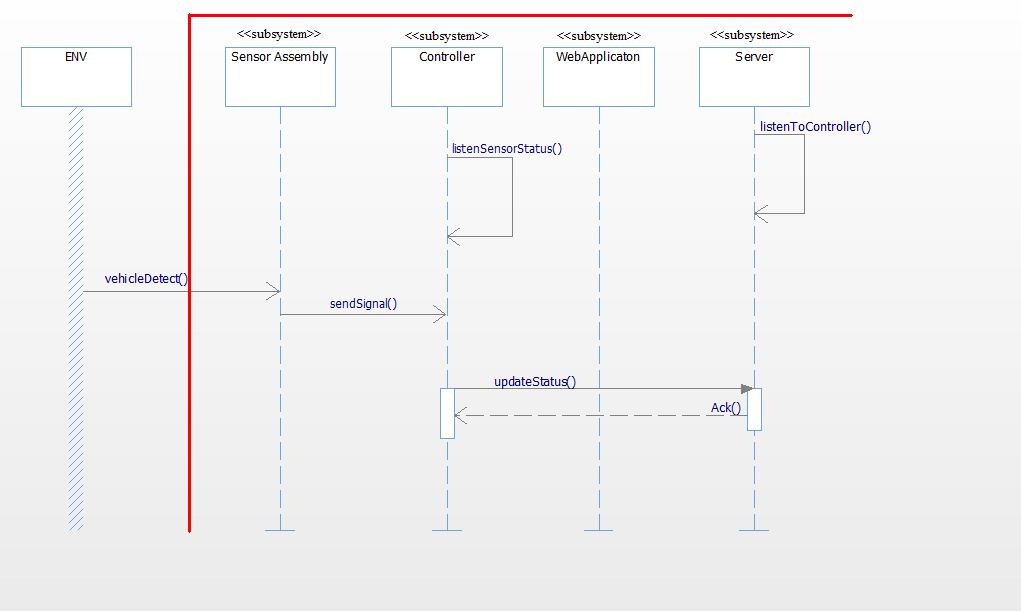 <<subsystem>>
<<subsystem>>
<<subsystem>>
<<subsystem>>
ENV
Sensor Assembly
Controller
WebApplicaton
Server
listenToController()
listenSensorStatus()
vehicleDetect()
sendSignal()
updateStatus()
Ack()